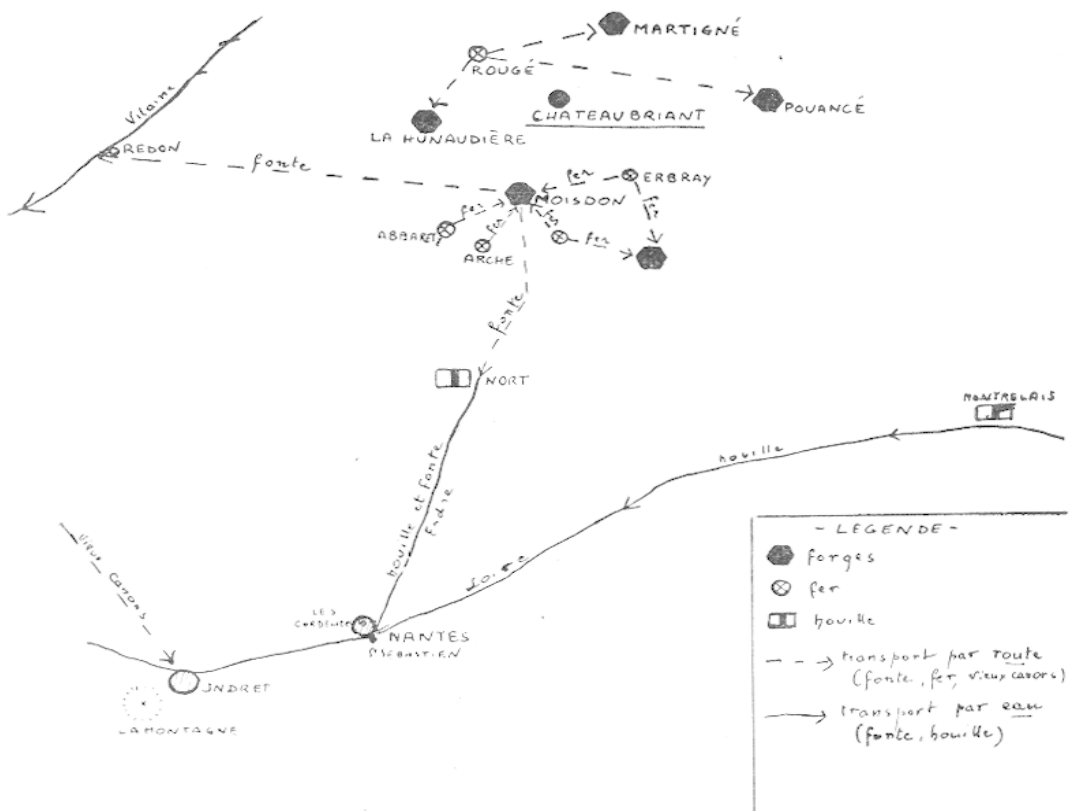 MARTIGNÉ
ROUGÉ
POUANCÉ
CHATEAUBRIANT
LA HUNAUDIÈRE
Vilaine
REDON
fonte
fer
ERBRAY
MOISDON
fer
fer
fer
fer
fer
ABBARETZ
ARCHE
fonte
NORT
MONTRELAIS
houille
houille et fonte
Erdre
Loire
vieux canons
LES
NANTES
St SEBASTIEN
INDRET
LA MONTAGNE
- LEGENDE -
forges
fer
houille
transport par route
(fonte, fer, vieux canons)
transport par eau
(fonte, houille)